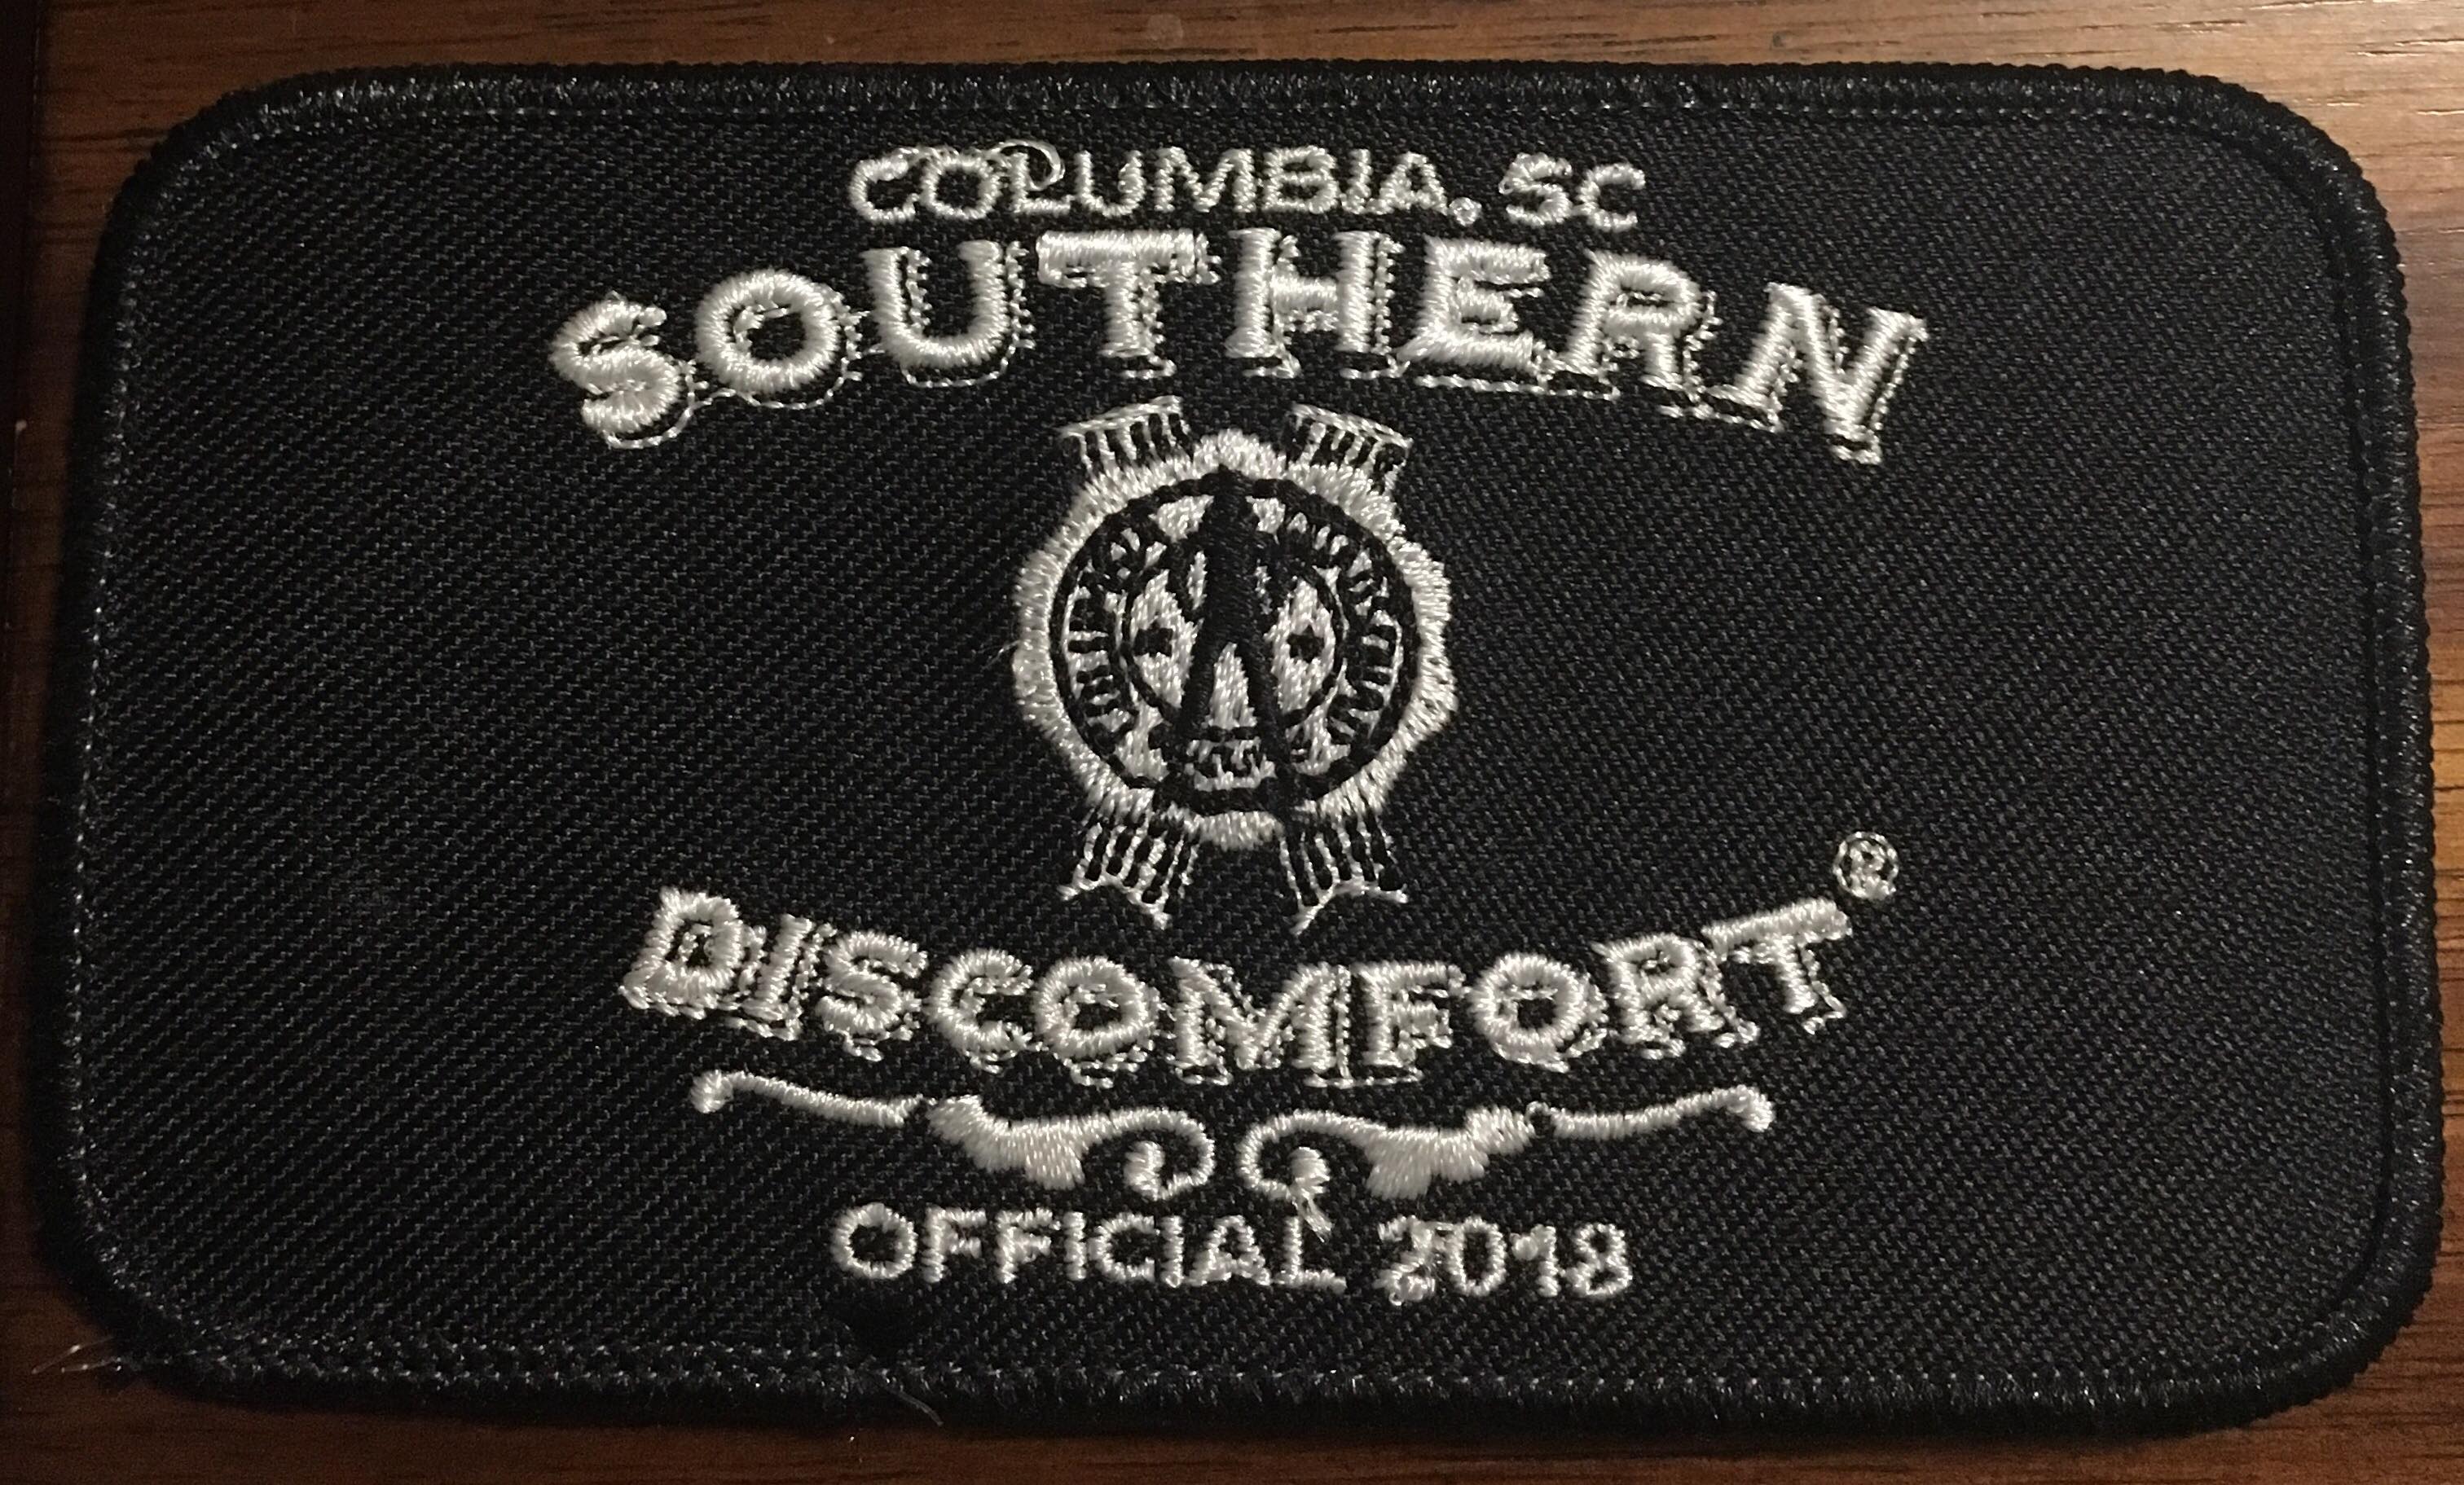 COLUMBIA, SC
SOUTHERN
DISCOMFORT®
OFFICIAL 2018